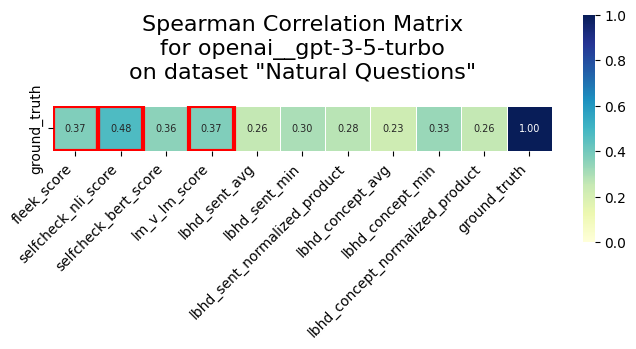 Spearman Correlation Matrix
for openai__gpt-3-5-turbo
on dataset "Natural Questions"
ground_truth
0.37 0.48 0.36 0.37 0.26 0.30 0.28 0.23 0.33 0.26 1.00
fleek_score
selfcheck_nli_score
selfcheck_bert_score
lm_v_lm_score
lbhd_sent_avg
lbhd_sent_min
lbhd_sent_normalized_product
lbhd_concept_avg
lbhd_concept_min
lbhd_concept_normalized_product
ground_truth
1.0
0.8
0.6
0.4
0.2
0.0